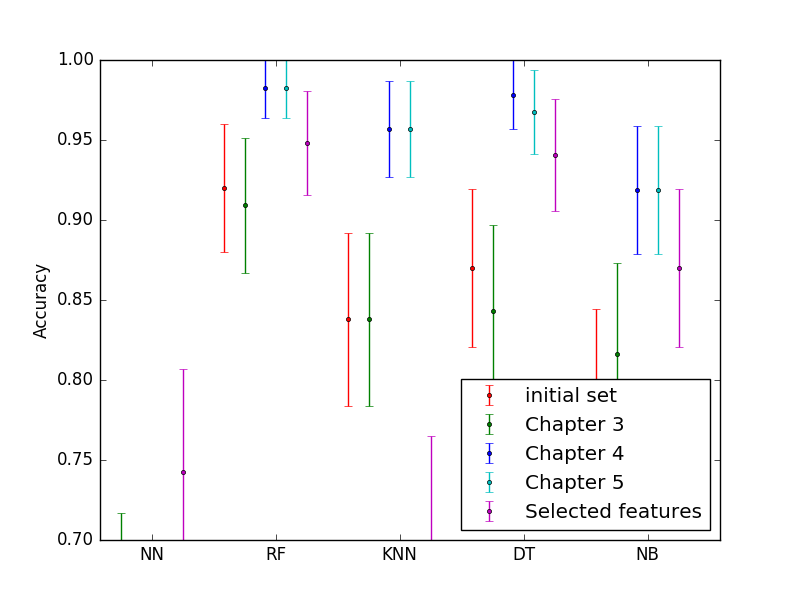 1.00
0.95
0.90
0.85
0.80
0.75
0.70
Accuracy
NN RF KNN DT NB
initial set
Chapter 3
Chapter 4
Chapter 5
Selected features